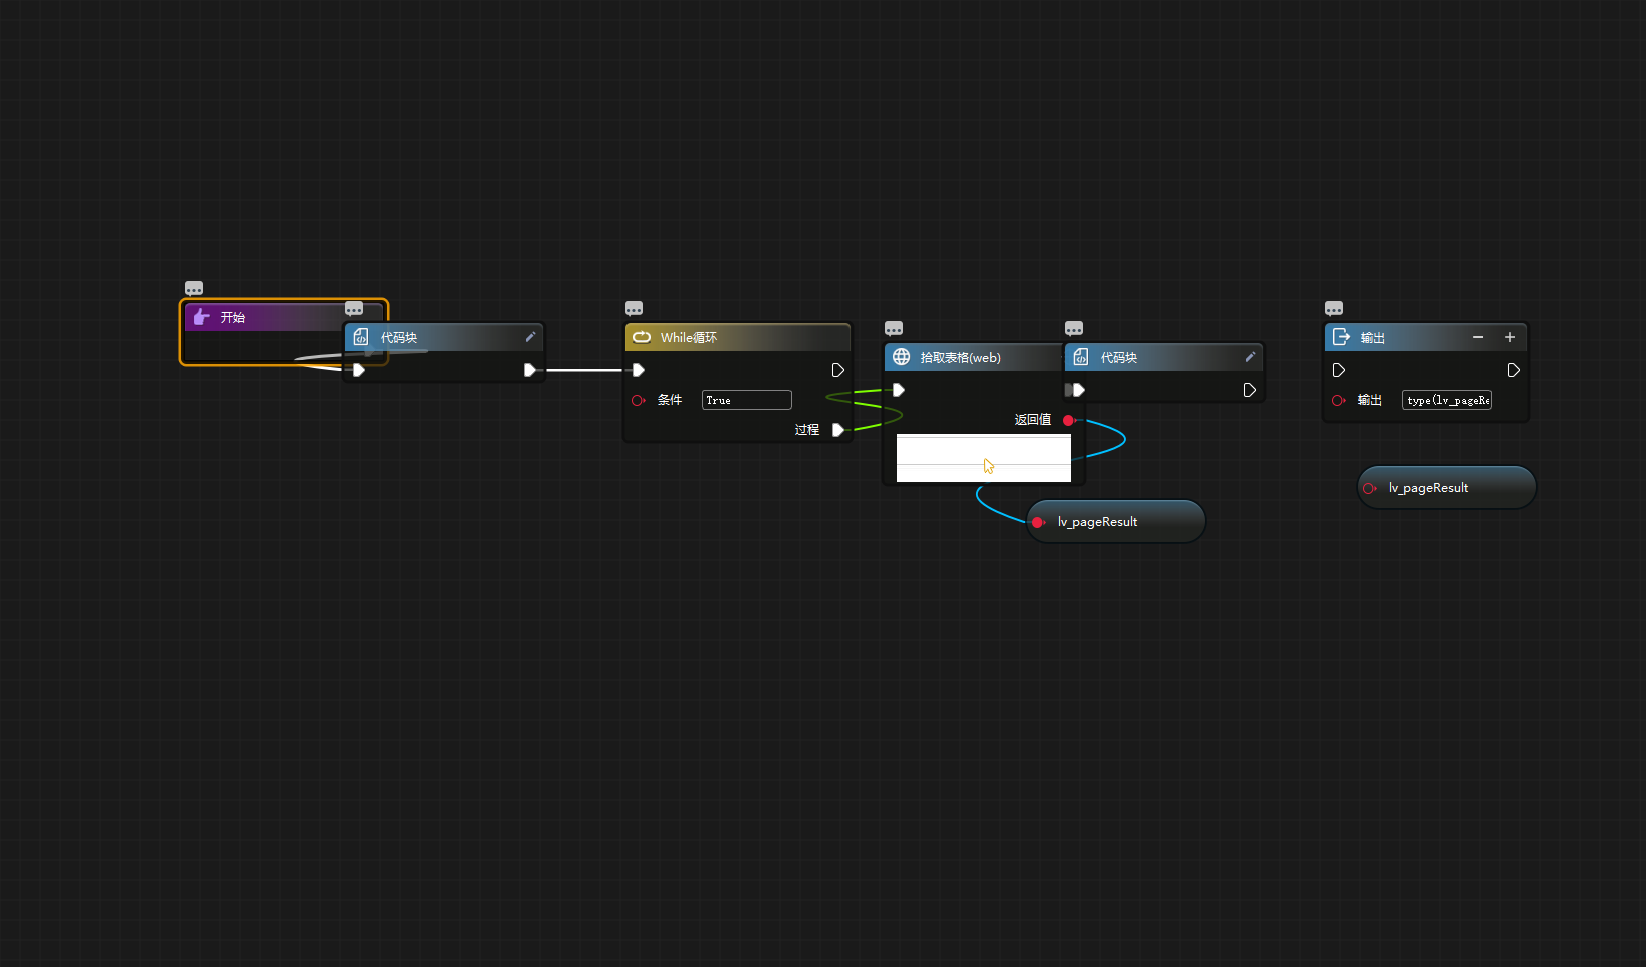 开始
代码块
While循环
条件
True
过程
拾取表格(web)
返回值
代码块
lv_pageResult
输出
输出
type(lv_pageRe
lv_pageResult